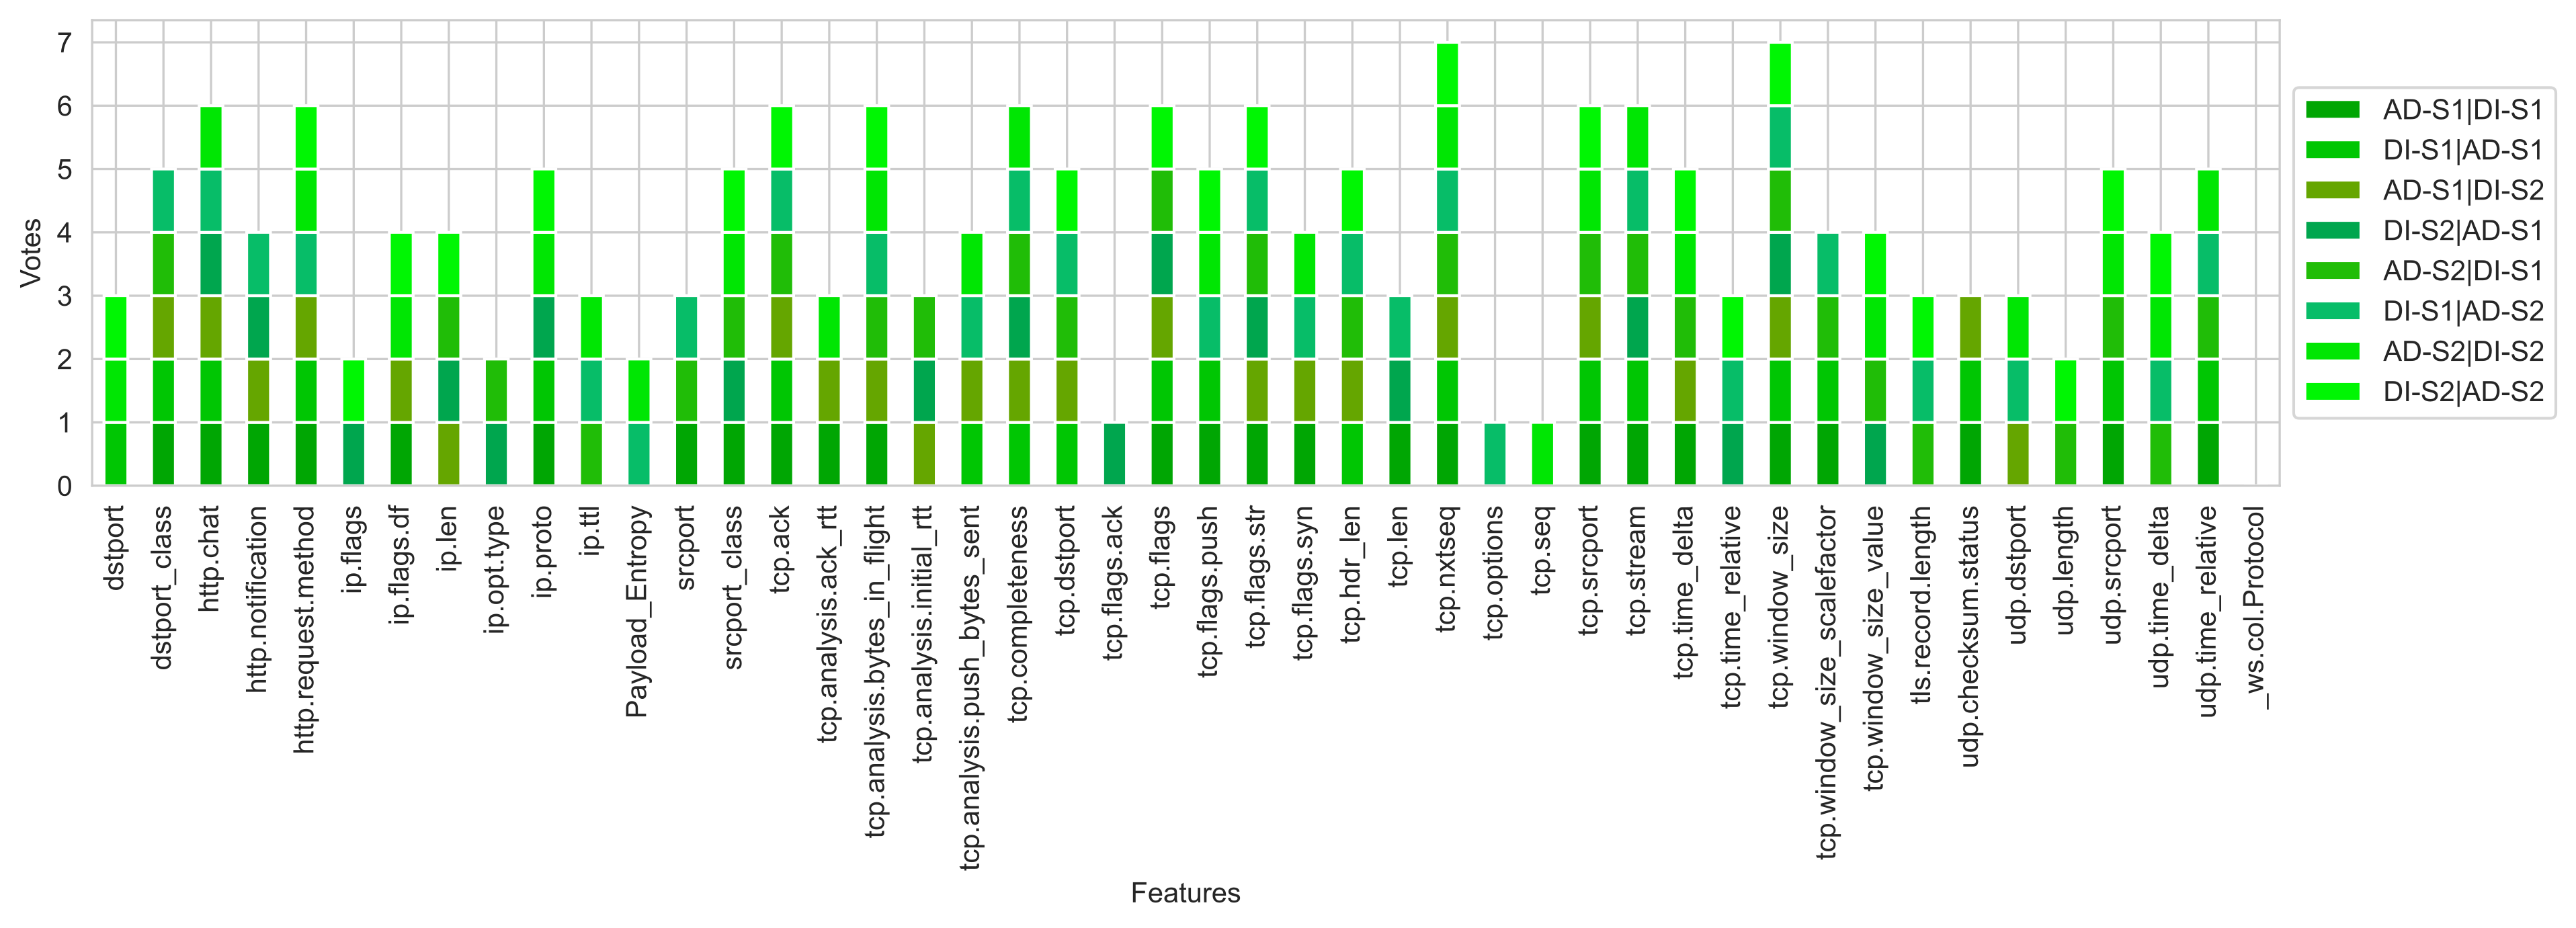 7
6
5
4
3
2
1
0
Votes
dstport
dstport_class
http.chat
http.notification
http.request.method
ip.flags
ip.flags.df
ip.len
ip.opt.type
ip.proto
ip.ttl
Payload_Entropy
srcport
srcport_class
tcp.ack
tcp.analysis.ack_rtt
tcp.analysis.bytes_in_flight
tcp.analysis.initial_rtt
tcp.analysis.push_bytes_sent
tcp.completeness
tcp.dstport
tcp.flags.ack
tcp.flags
tcp.flags.push
tcp.flags.str
tcp.flags.syn
tcp.hdr_len
tcp.len
tcp.nxtseq
tcp.options
tcp.seq
tcp.srcport
tcp.stream
tcp.time_delta
tcp.time_relative
tcp.window_size
tcp.window_size_scalefactor
tcp.window_size_value
tls.record.length
udp.checksum.status
udp.dstport
udp.length
udp.srcport
udp.time_delta
udp.time_relative
_ws.col.Protocol
Features
AD-S1|DI-S1
DI-S1|AD-S1
AD-S1|DI-S2
DI-S2|AD-S1
AD-S2|DI-S1
DI-S1|AD-S2
AD-S2|DI-S2
DI-S2|AD-S2